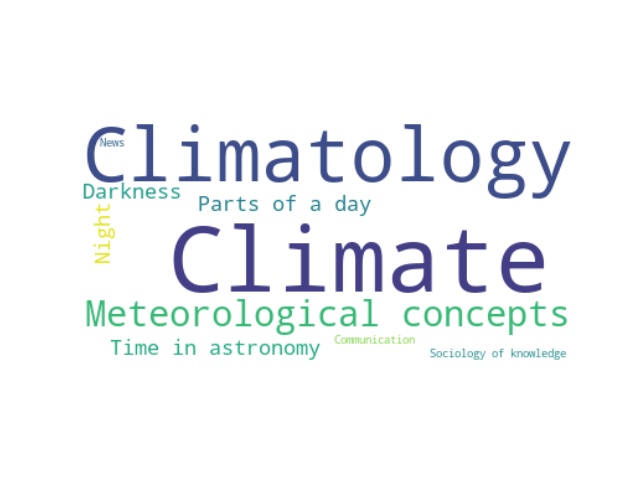 News
Climatology
Darkness
Parts of a day
Night
Climate
Meteorological concepts
Time in astronomy
Communication
Sociology of knowledge